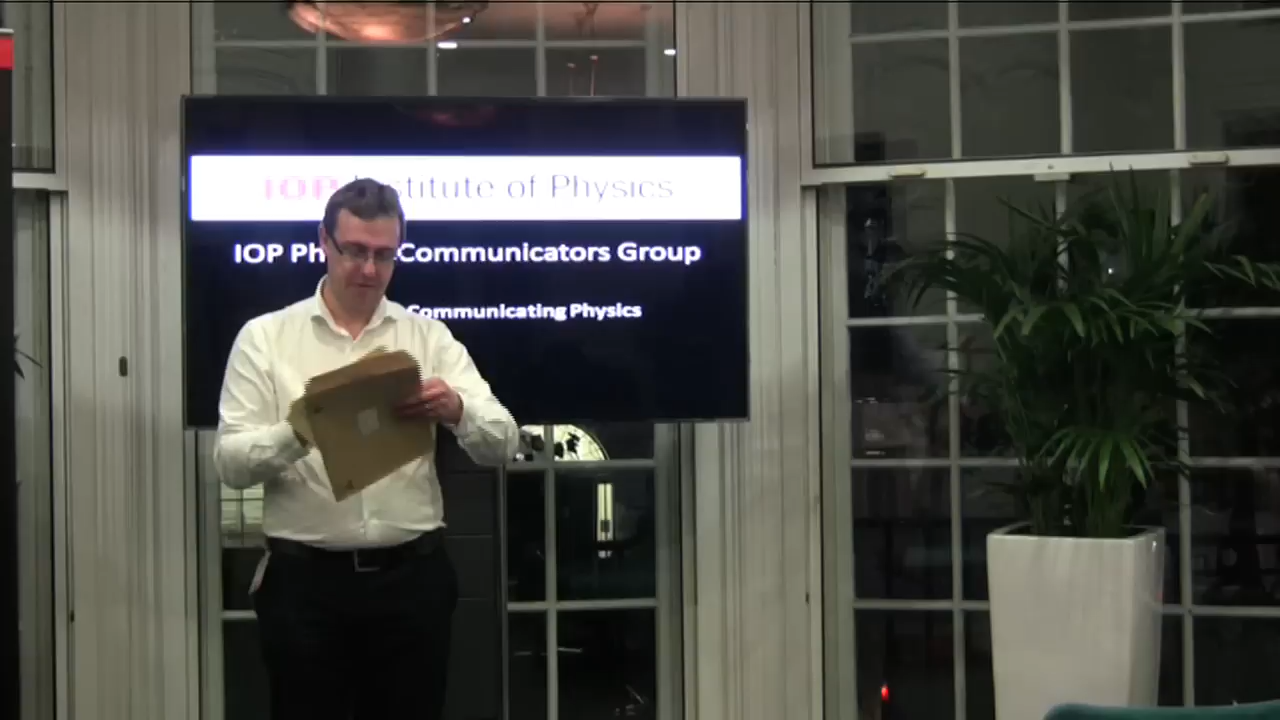 IOP Institute of Physics
IOP Ph Communicators Group
Communicating Physics